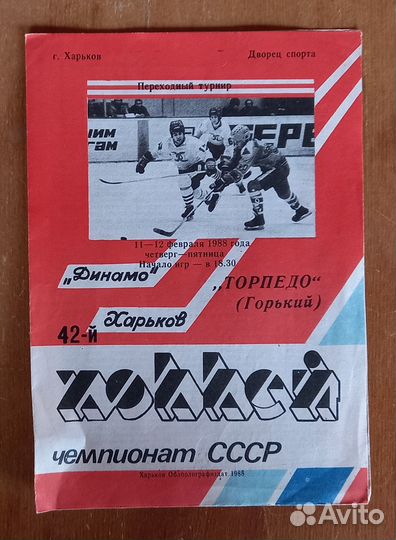 г. Харьков Дворец спорта
Переходный турнир
11—12 февраля 1988 года
четверг—пятница
Начало игр — в 18.30
„Динамо"
Харьков
„ТОРПЕДО"
(Горький)
42-й
хоккей
чемпионат СССР
Харьков Облполиграфиздат 1988
Avito